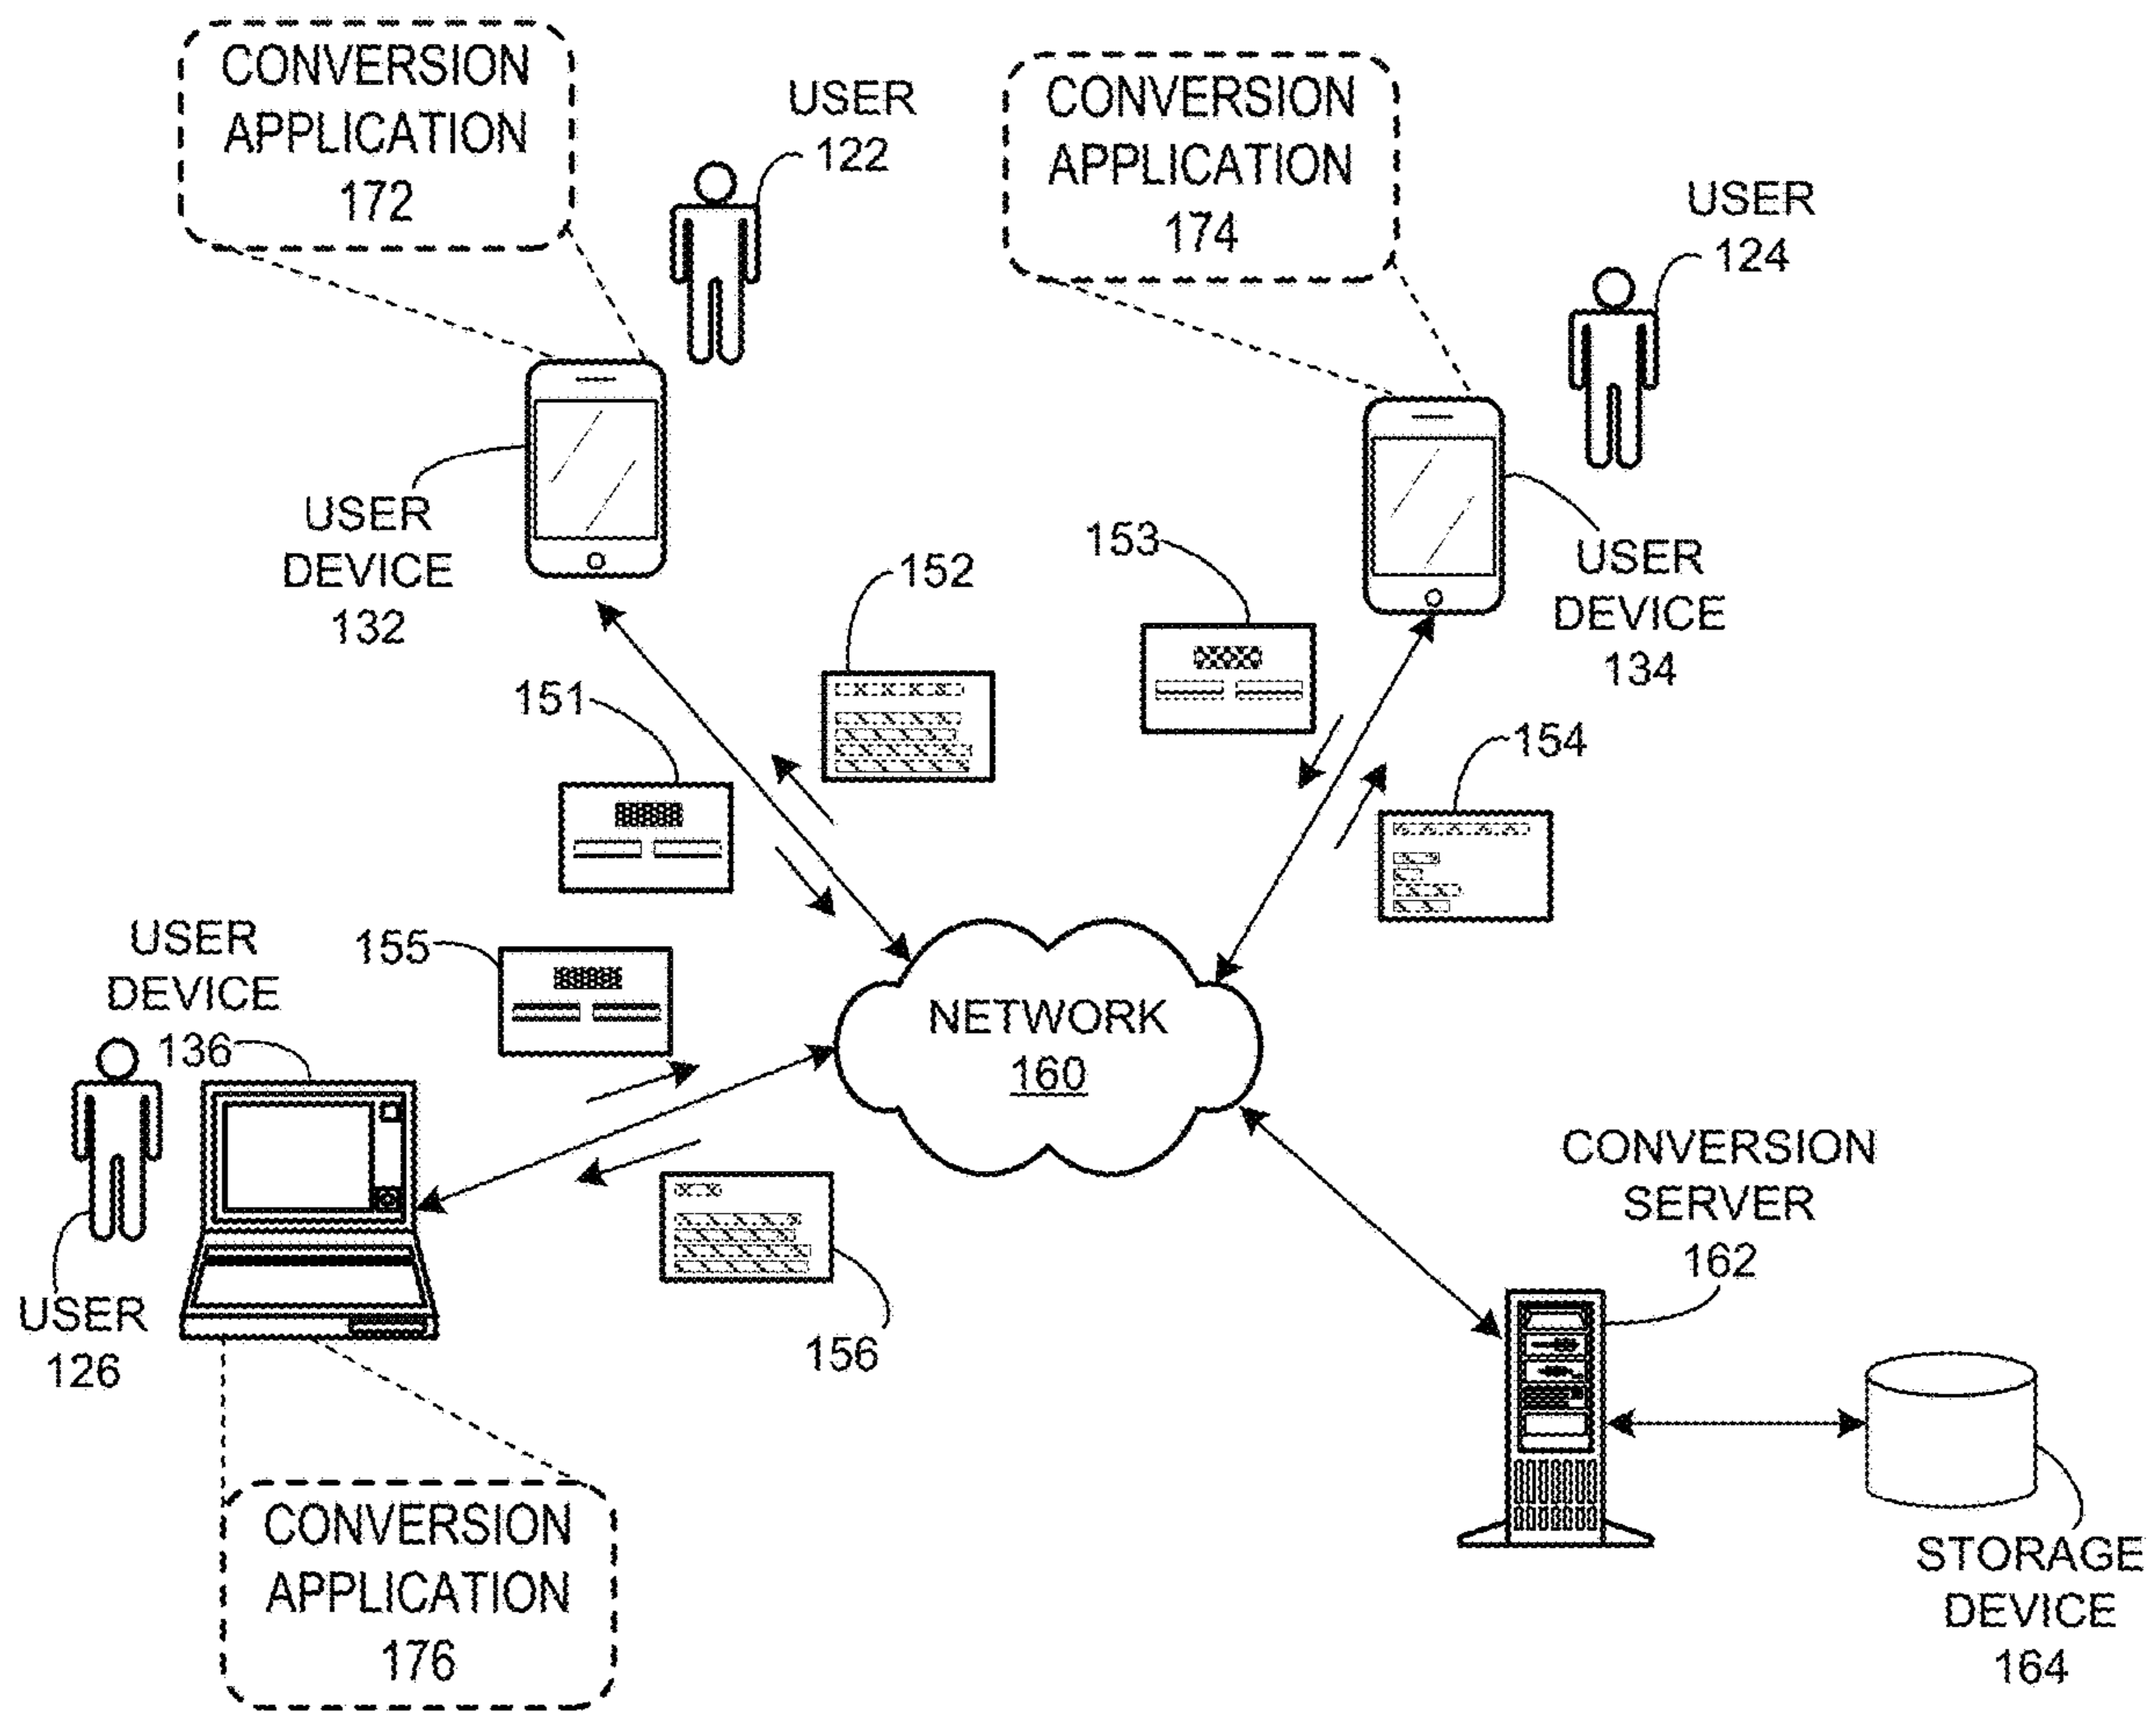 CONVERSION
APPLICATION
172
USER
122
CONVERSION
APPLICATION
174
USER
124
USER
DEVICE
132
152
153
USER
DEVICE
134
151
154
USER
DEVICE
136
155
NETWORK
160
USER
126
156
CONVERSION
SERVER
162
CONVERSION
APPLICATION
176
STORAGE
DEVICE
164